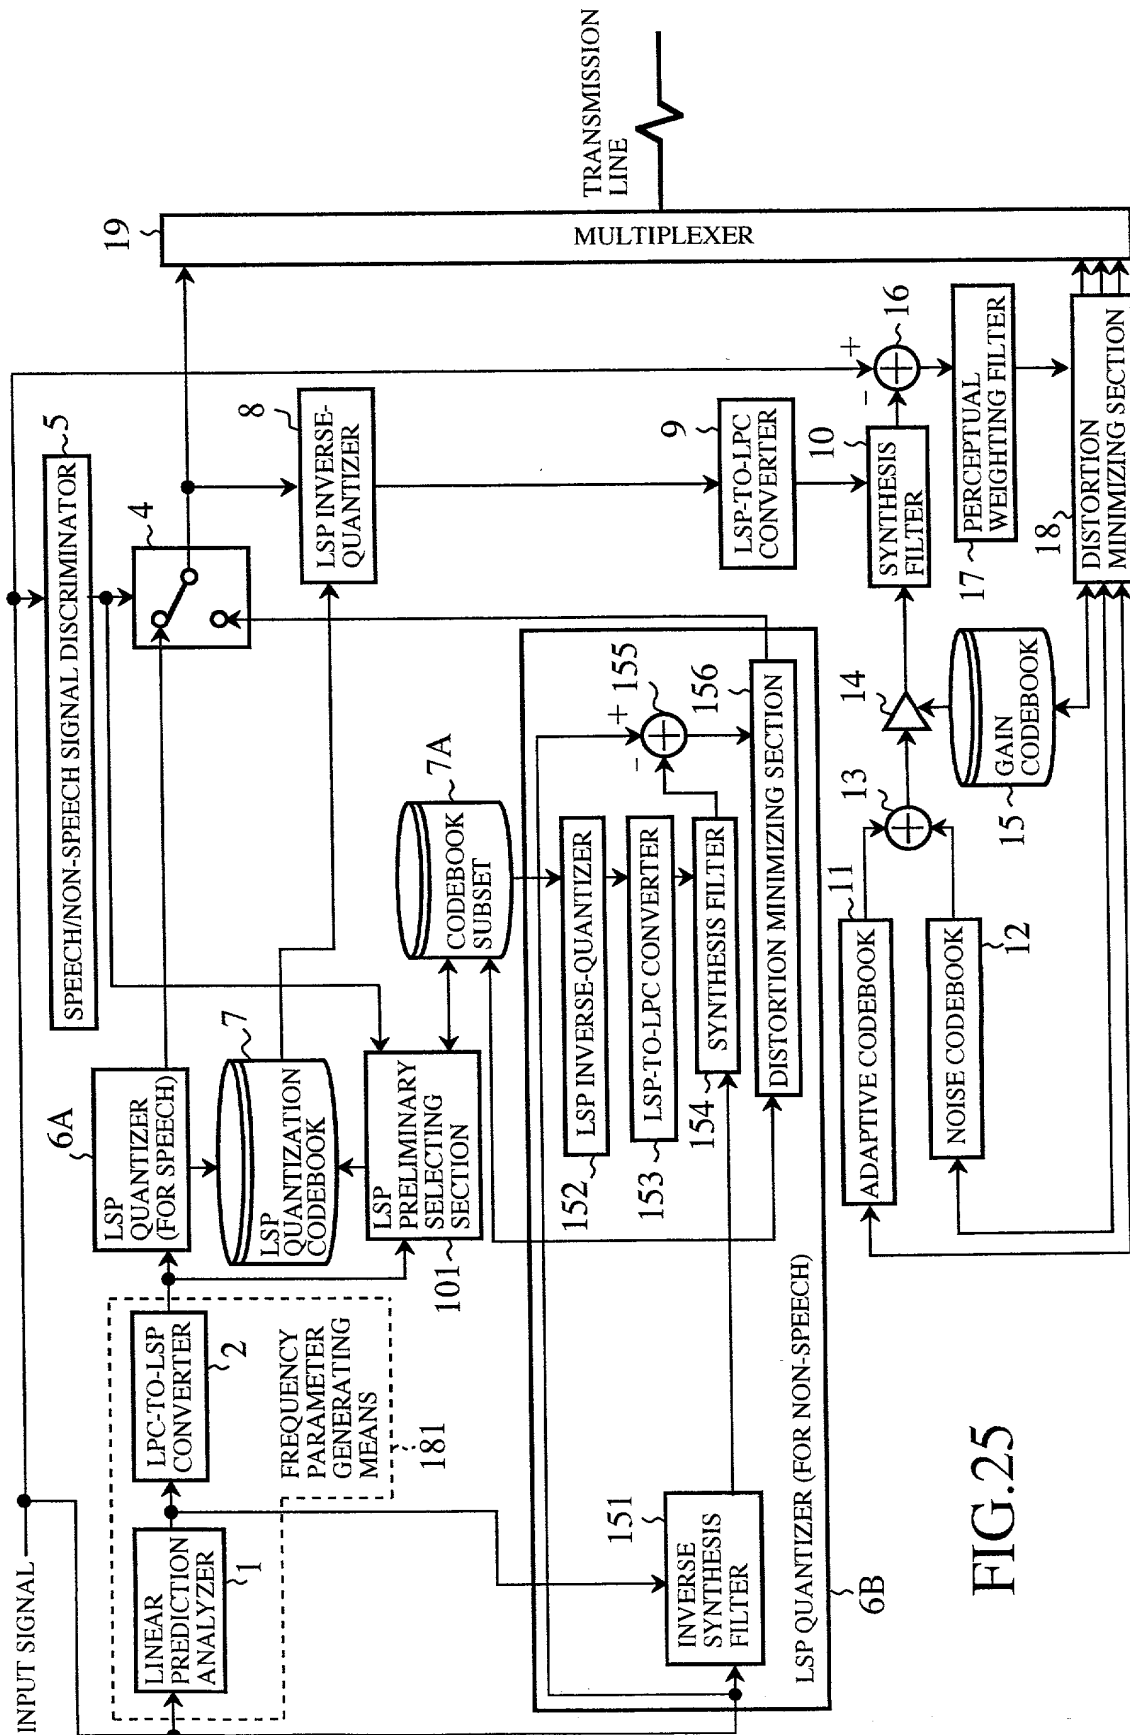 INPUT SIGNAL
LINEAR
PREDICTION
ANALYZER
1
LPC-TO-LSP
CONVERTER
2
FREQUENCY
PARAMETER
GENERATING
MEANS
181
6A
LSP
QUANTIZER
(FOR SPEECH)
7
LSP
QUANTIZATION
CODEBOOK
LSP
PRELIMINARY
SELECTING
SECTION
101
SPEECH/NON-SPEECH SIGNAL DISCRIMINATOR
5
4
7A
CODEBOOK
SUBSET
8
LSP INVERSE-
QUANTIZER
19
MULTIPLEXER
TRANSMISSION
LINE
151
INVERSE
SYNTHESIS
FILTER
152
LSP INVERSE-QUANTIZER
153
LSP-TO-LPC CONVERTER
154
SYNTHESIS FILTER
+
−
155
156
DISTORTION MINIMIZING SECTION
LSP QUANTIZER (FOR NON-SPEECH)
6B
9
LSP-TO-LPC
CONVERTER
10
SYNTHESIS
FILTER
+
−
16
PERCEPTUAL
WEIGHTING FILTER
17
DISTORTION
MINIMIZING SECTION
18
11
ADAPTIVE CODEBOOK
NOISE CODEBOOK
12
13
14
GAIN
CODEBOOK
15
FIG.25